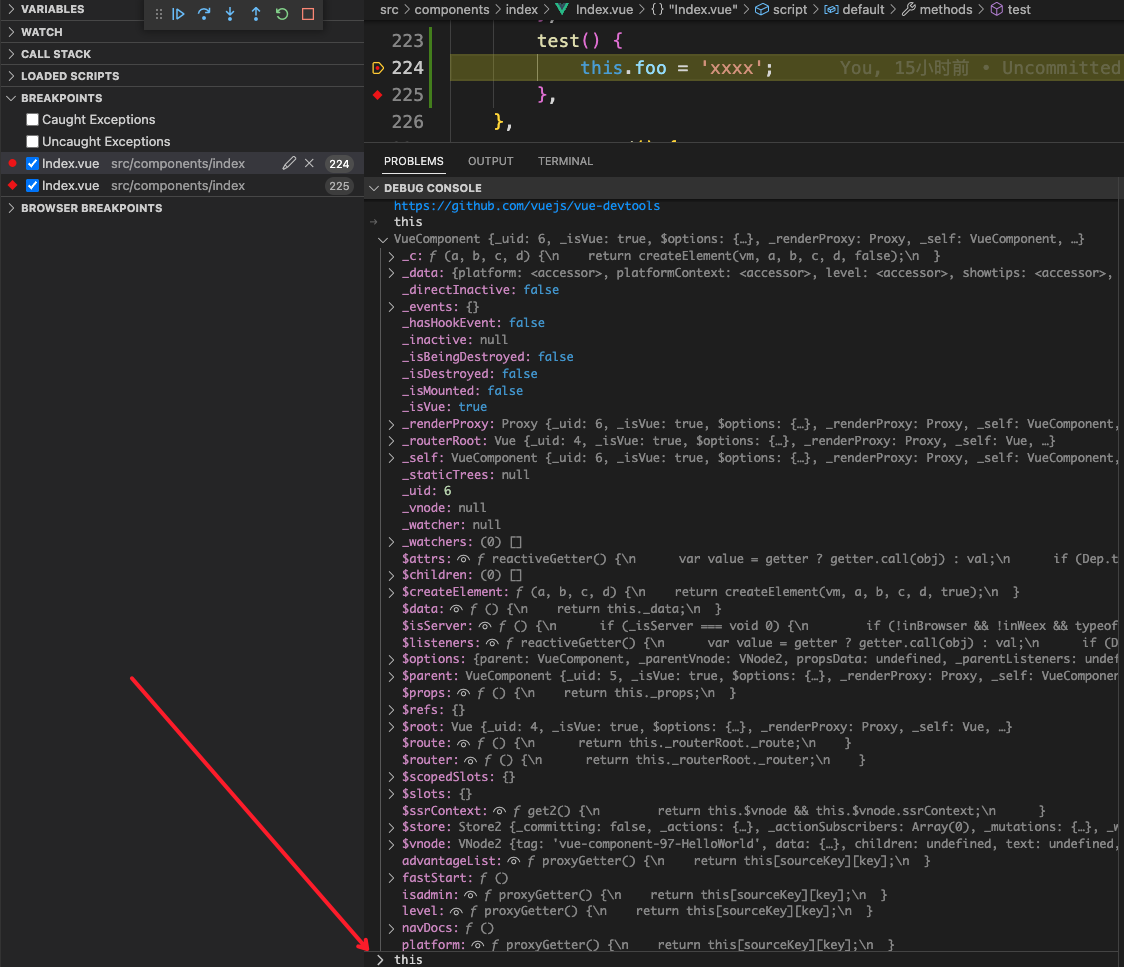 VARIABLES
WATCH
CALL STACK
LOADED SCRIPTS
BREAKPOINTS
Caught Exceptions
Uncaught Exceptions
Index.vue src/components/index 224
Index.vue src/components/index 225
BROWSER BREAKPOINTS
src > components > index > Index.vue > {} "Index.vue" > script > default > methods > test
223 test() {
224 this.foo = 'xxxx'; You, 15小时前 • Uncommitted
225 },
226 },
PROBLEMS OUTPUT TERMINAL
DEBUG CONSOLE
https://github.com/vuejs/vue-devtools
this
VueComponent {_uid: 6, _isVue: true, $options: {…}, _renderProxy: Proxy, _self: VueComponent, …}
_c: ƒ (a, b, c, d) {\n    return createElement(vm, a, b, c, d, false);\n  }
_data: {platform: <accessor>, platformContext: <accessor>, level: <accessor>, showtips: <accessor>,
_directInactive: false
_events: {}
_hasHookEvent: false
_inactive: null
_isBeingDestroyed: false
_isDestroyed: false
_isMounted: false
_isVue: true
_renderProxy: Proxy {_uid: 6, _isVue: true, $options: {…}, _renderProxy: Proxy, _self: VueComponent,
_routerRoot: Vue {_uid: 4, _isVue: true, $options: {…}, _renderProxy: Proxy, _self: Vue, …}
_self: VueComponent {_uid: 6, _isVue: true, $options: {…}, _renderProxy: Proxy, _self: VueComponent,
_staticTrees: null
_uid: 6
_vnode: null
_watcher: null
_watchers: (0) []
$attrs: ƒ reactiveGetter() {\n      var value = getter ? getter.call(obj) : val;\n      if (Dep.t
$children: (0) []
$createElement: ƒ (a, b, c, d) {\n    return createElement(vm, a, b, c, d, true);\n  }
$data: ƒ () {\n    return this._data;\n  }
$isServer: ƒ () {\n      if (_isServer === void 0) {\n        if (!inBrowser && !inWeex && typeof
$listeners: ƒ reactiveGetter() {\n      var value = getter ? getter.call(obj) : val;\n      if (D
$options: {parent: VueComponent, _parentVnode: VNode2, propsData: undefined, _parentListeners: undef
$parent: VueComponent {_uid: 5, _isVue: true, $options: {…}, _renderProxy: Proxy, _self: VueComponen
$props: ƒ () {\n    return this._props;\n  }
$refs: {}
$root: Vue {_uid: 4, _isVue: true, $options: {…}, _renderProxy: Proxy, _self: Vue, …}
$route: ƒ () {\n      return this._routerRoot._route;\n    }
$router: ƒ () {\n      return this._routerRoot._router;\n    }
$scopedSlots: {}
$slots: {}
$ssrContext: ƒ get2() {\n        return this.$vnode && this.$vnode.ssrContext;\n      }
$store: Store2 {_committing: false, _actions: {…}, _actionSubscribers: Array(0), _mutations: {…}, _w
$vnode: VNode2 {tag: 'vue-component-97-HelloWorld', data: {…}, children: undefined, text: undefined,
advantageList: ƒ proxyGetter() {\n    return this[sourceKey][key];\n  }
fastStart: ƒ ()
isadmin: ƒ proxyGetter() {\n    return this[sourceKey][key];\n  }
level: ƒ proxyGetter() {\n    return this[sourceKey][key];\n  }
navDocs: ƒ ()
platform: ƒ proxyGetter() {\n    return this[sourceKey][key];\n  }
this